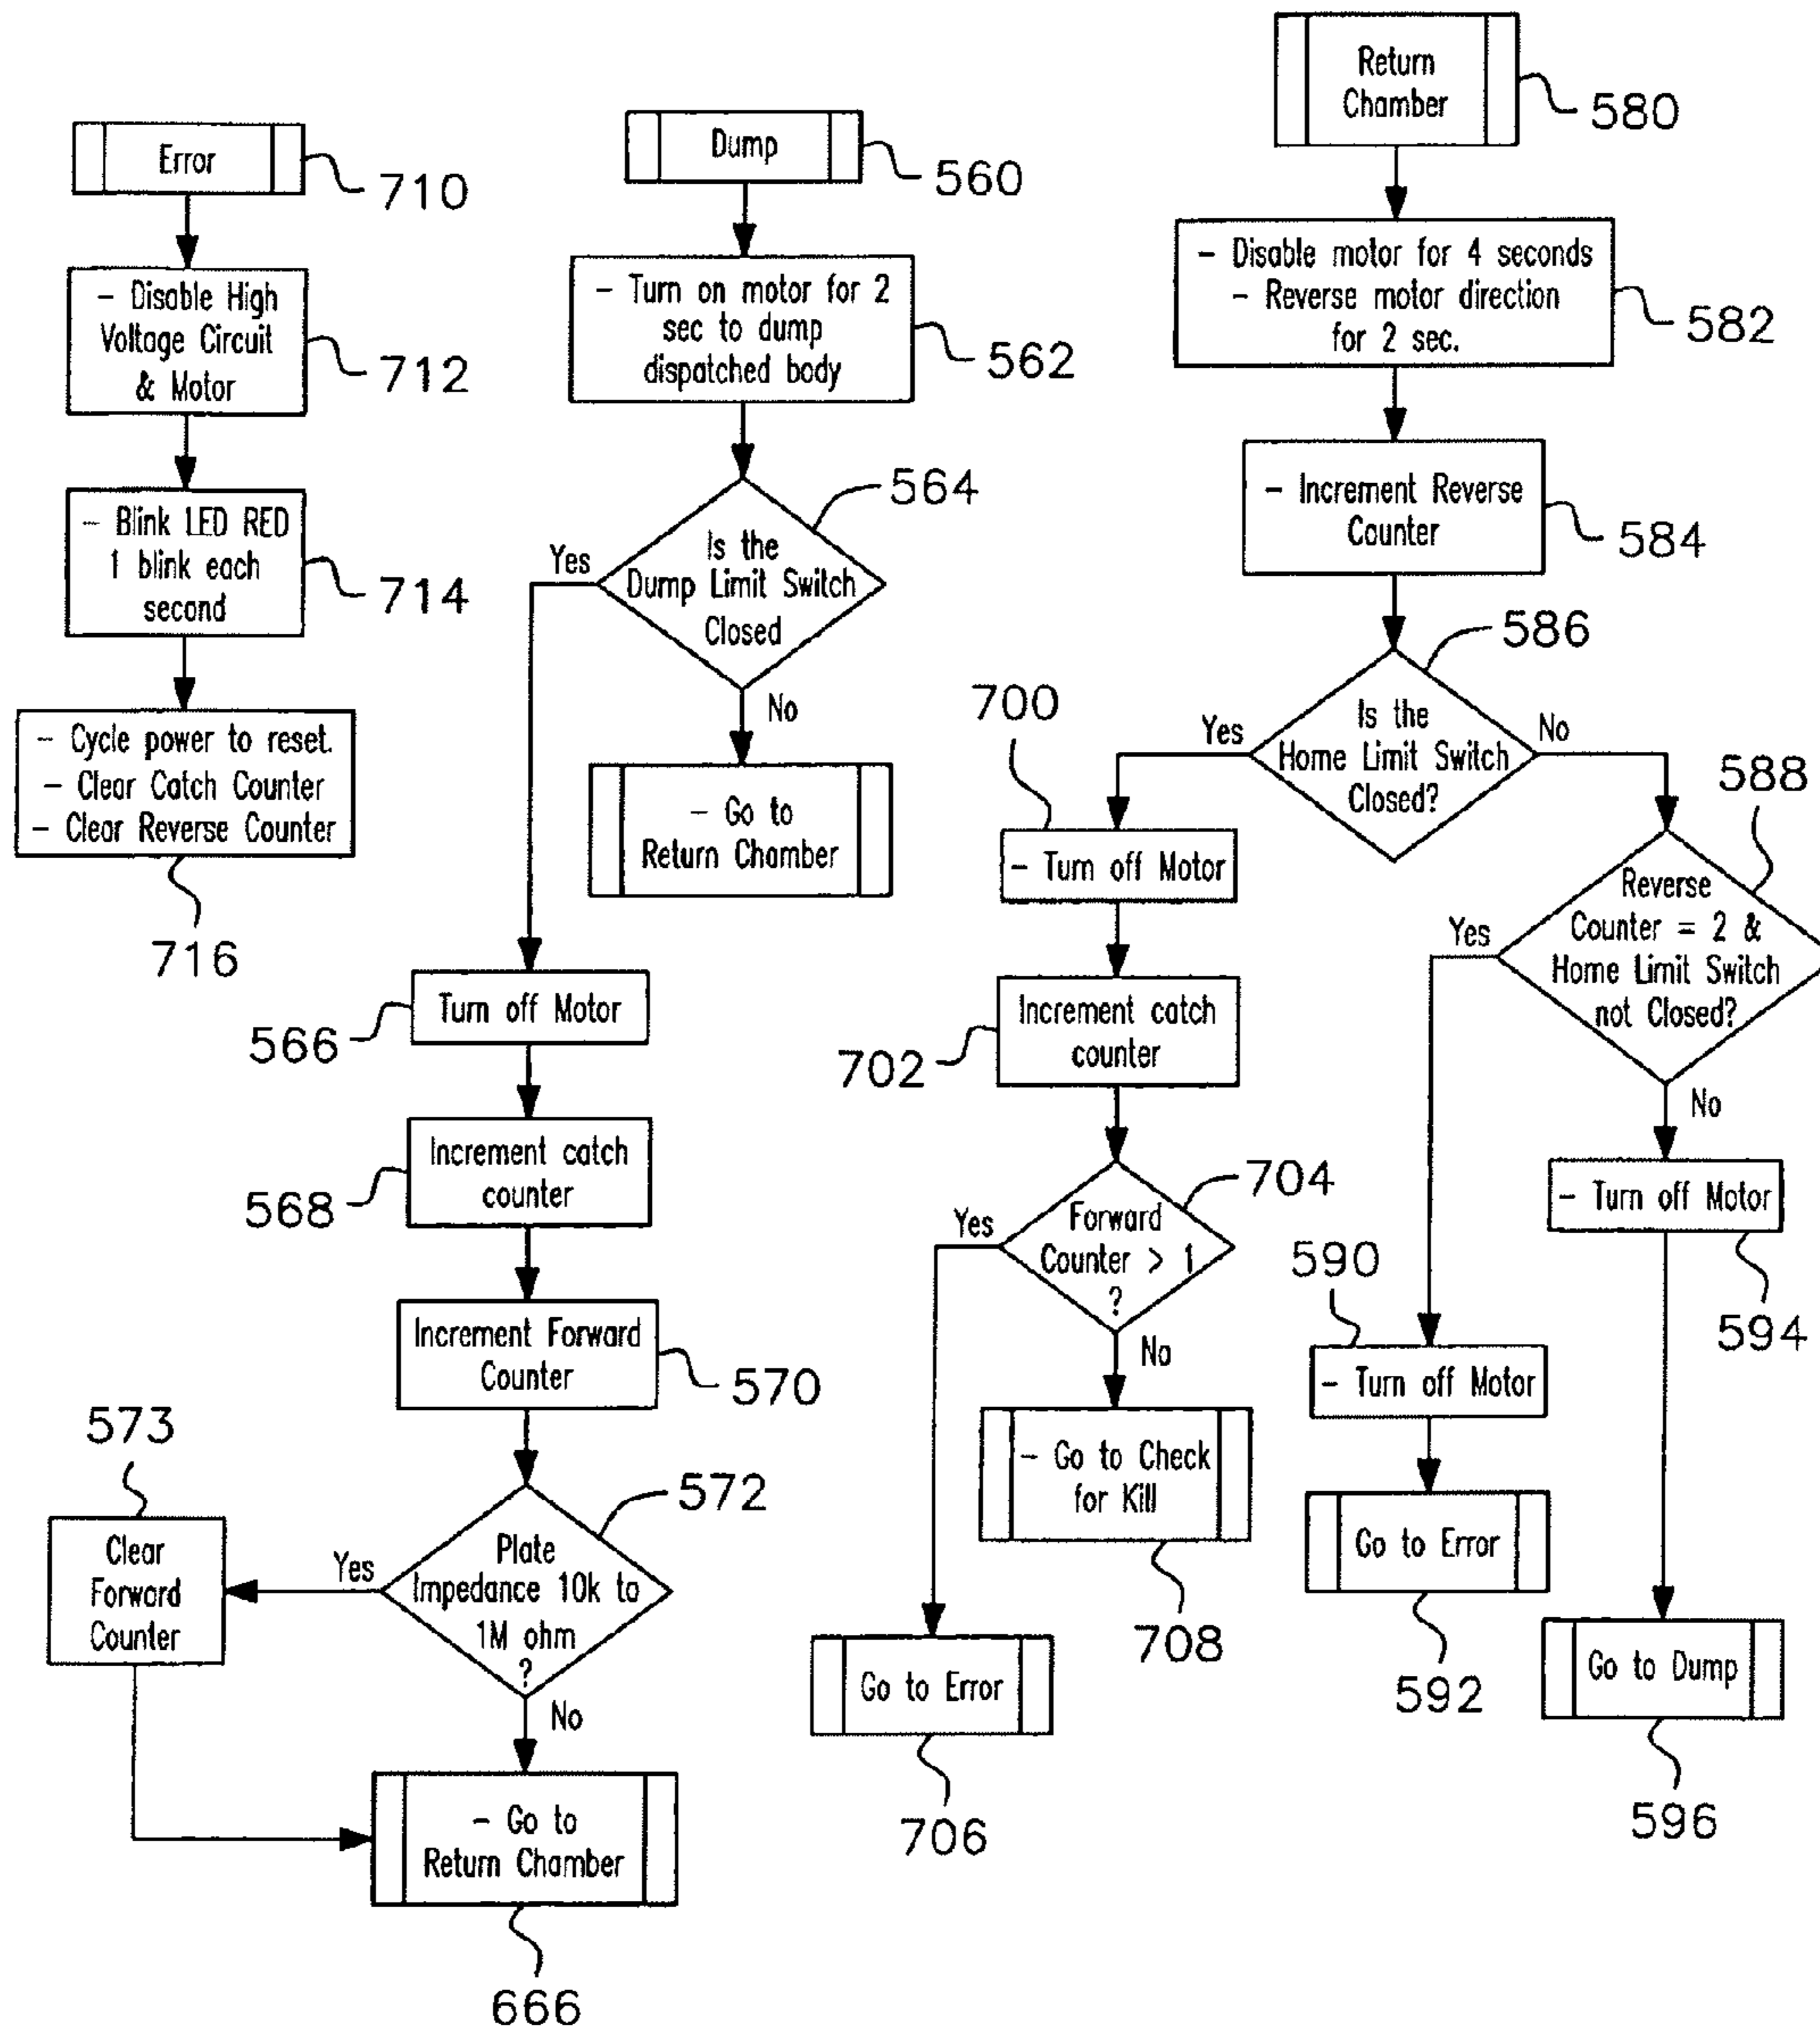 Error
710
- Disable High
Voltage Circuit
& Motor
712
- Blink LED RED
1 blink each
second
714
- Cycle power to reset.
- Clear Catch Counter
- Clear Reverse Counter
716
Dump
560
- Turn on motor for 2
sec to dump
dispatched body
562
564
Is the
Dump Limit Switch
Closed
Yes
No
- Go to
Return Chamber
Turn off Motor
566
Increment catch
counter
568
Increment Forward
Counter
570
572
Plate
Impedance 10k to
1M ohm
?
Yes
No
573
Clear
Forward
Counter
- Go to
Return Chamber
666
Return
Chamber
580
- Disable motor for 4 seconds
- Reverse motor direction
for 2 sec.
582
- Increment Reverse
Counter
584
586
Is the
Home Limit Switch
Closed?
Yes
No
700
- Turn off Motor
Increment catch
counter
702
704
Forward
Counter > 1
?
Yes
No
Go to Error
706
- Go to Check
for Kill
708
588
Reverse
Counter = 2 &
Home Limit Switch
not Closed?
Yes
No
590
- Turn off Motor
Go to Error
592
- Turn off Motor
594
Go to Dump
596